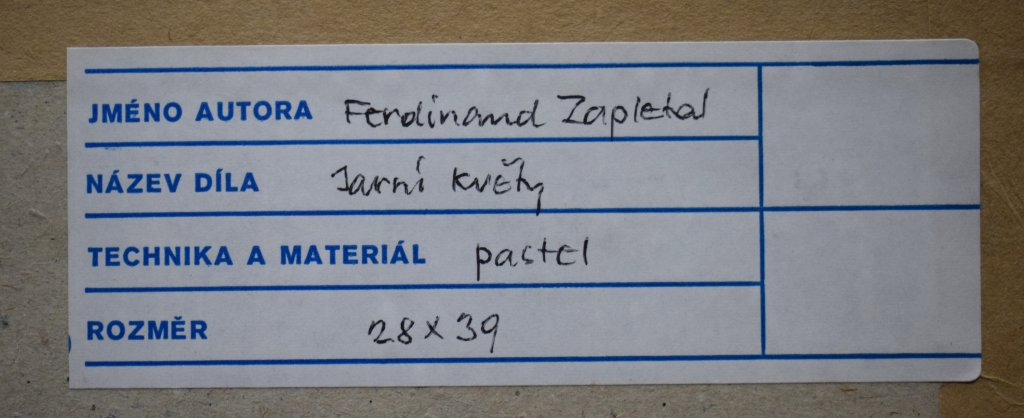 JMÉNO AUTORA Ferdinand Zapletal
NÁZEV DÍLA Jarní květy
TECHNIKA A MATERIÁL pastel
ROZMĚR 28 x 39